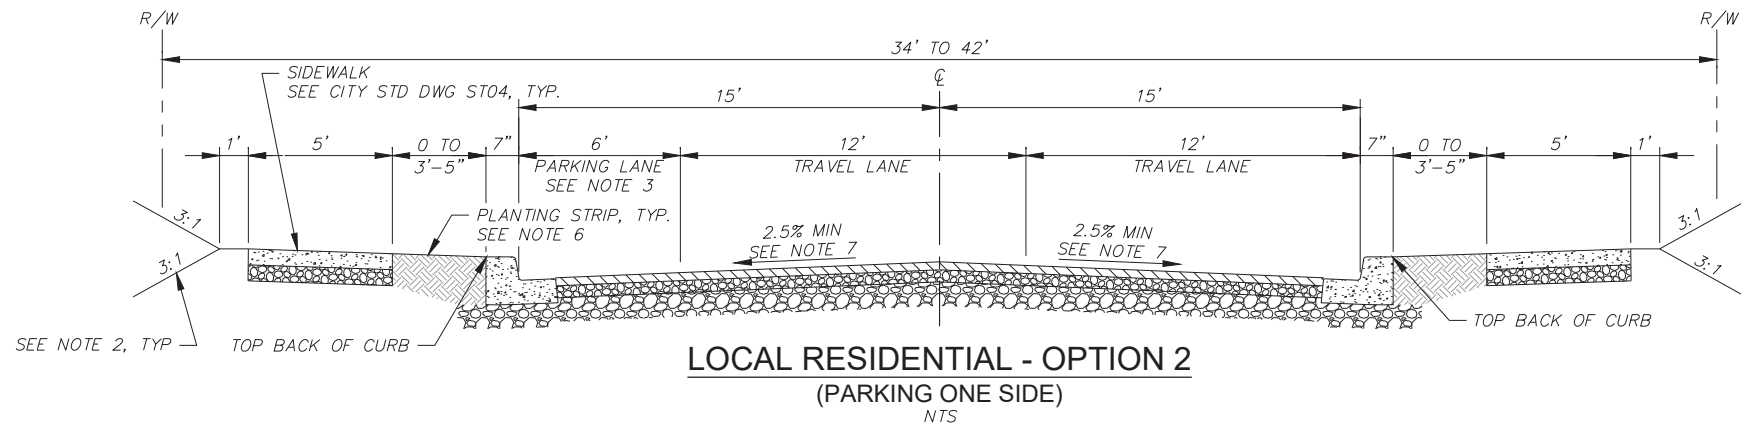 R/W
R/W
34' TO 42'
SIDEWALK
SEE CITY STD DWG ST04, TYP.
℄
15'
15'
1'
5'
0 TO
3'-5"
7"
6'
PARKING LANE
SEE NOTE 3
12'
TRAVEL LANE
12'
TRAVEL LANE
7"
0 TO
3'-5"
5'
1'
3:1
3:1
PLANTING STRIP, TYP.
SEE NOTE 6
2.5% MIN
SEE NOTE 7
2.5% MIN
SEE NOTE 7
3:1
3:1
SEE NOTE 2, TYP
TOP BACK OF CURB
TOP BACK OF CURB
LOCAL RESIDENTIAL - OPTION 2
(PARKING ONE SIDE)
NTS